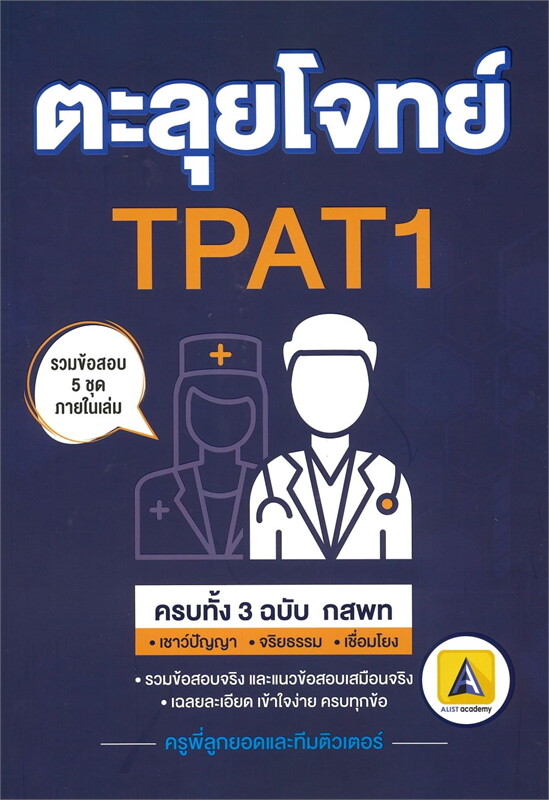 ตะลุยโจทย์
TPAT1
รวมข้อสอบ
5 ชุด
ภายในเล่ม
ครบทั้ง 3 ฉบับ กสพท
• เชาว์ปัญญา • จริยธรรม • เชื่อมโยง
• รวมข้อสอบจริง และแนวข้อสอบเสมือนจริง
• เฉลยละเอียด เข้าใจง่าย ครบทุกข้อ
ALIST academy
ครูพี่ลูกยอดและทีมติวเตอร์